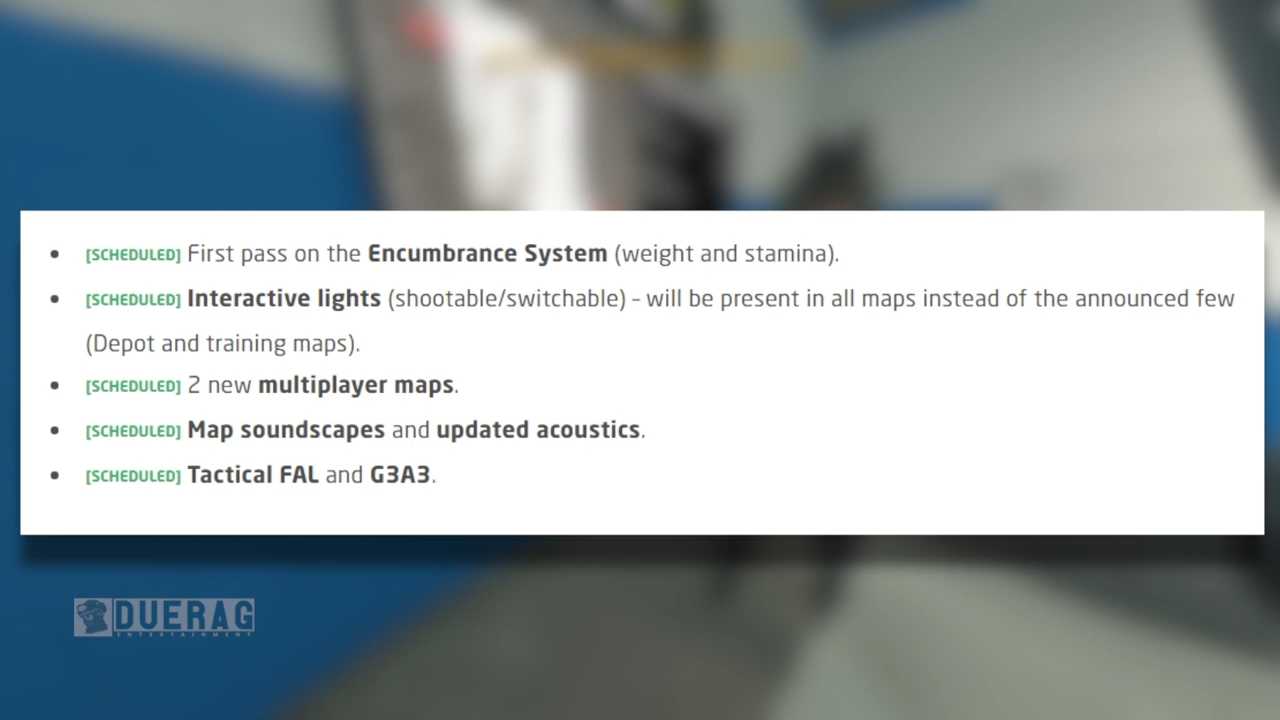 • [SCHEDULED] First pass on the Encumbrance System (weight and stamina).
• [SCHEDULED] Interactive lights (shootable/switchable) – will be present in all maps instead of the announced few
(Depot and training maps).
• [SCHEDULED] 2 new multiplayer maps.
• [SCHEDULED] Map soundscapes and updated acoustics.
• [SCHEDULED] Tactical FAL and G3A3.
DUERAG
ENTERTAINMENT